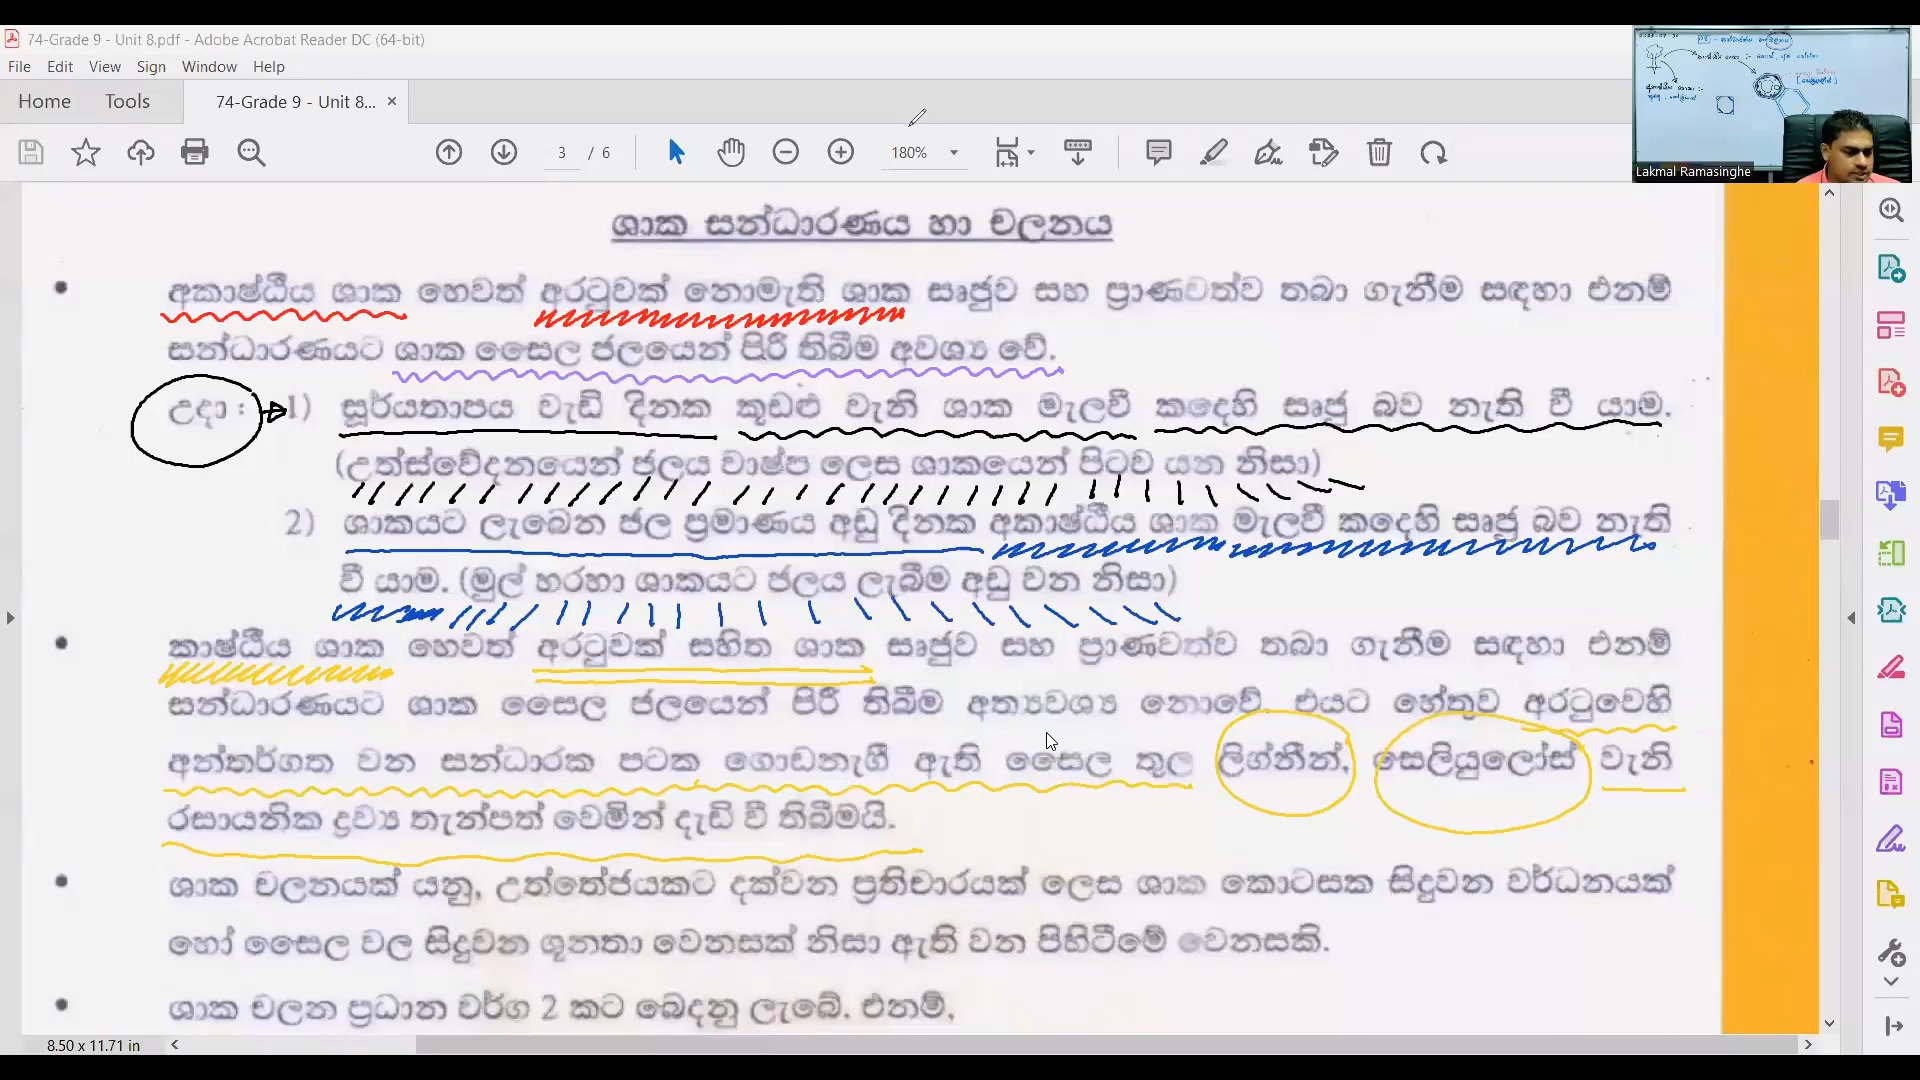 74-Grade 9 - Unit 8.pdf - Adobe Acrobat Reader DC (64-bit)
File Edit View Sign Window Help
Home Tools 74-Grade 9 - Unit 8... ×
3 / 6 180%
Lakmal Ramasinghe
ශාක සන්ධාරණය හා චලනය
• අකාෂ්ඨීය ශාක හෙවත් අරටුවක් නොමැති ශාක සෘජුව සහ ප්‍රාණවත්ව තබා ගැනීම සඳහා එනම්
සන්ධාරණයට ශාක සෛල ජලයෙන් පිරී තිබීම අවශ්‍ය වේ.
උදා : 1) සූර්යතාපය වැඩි දිනක කූඩළු වැනි ශාක මැලවී කදෙහි සෘජු බව නැති වී යාම.
(උත්ස්වේදනයෙන් ජලය වාෂ්ප ලෙස ශාකයෙන් පිටව යන නිසා)
2) ශාකයට ලැබෙන ජල ප්‍රමාණය අඩු දිනක අකාෂ්ඨීය ශාක මැලවී කදෙහි සෘජු බව නැති
වී යාම. (මුල් හරහා ශාකයට ජලය ලැබීම අඩු වන නිසා)
• කාෂ්ඨීය ශාක හෙවත් අරටුවක් සහිත ශාක සෘජුව සහ ප්‍රාණවත්ව තබා ගැනීම සඳහා එනම්
සන්ධාරණයට ශාක සෛල ජලයෙන් පිරී තිබීම අත්‍යවශ්‍ය නොවේ. එයට හේතුව අරටුවෙහි
අන්තර්ගත වන සන්ධාරක පටක ගොඩනැගී ඇති සෛල තුල ලිග්නීන්, සෙලියුලෝස් වැනි
රසායනික ද්‍රව්‍ය තැන්පත් වෙමින් දැඩි වී තිබීමයි.
• ශාක චලනයක් යනු, උත්තේජයකට දක්වන ප්‍රතිචාරයක් ලෙස ශාක කොටසක සිදුවන වර්ධනයක්
හෝ සෛල වල සිදුවන ශූනතා වෙනසක් නිසා ඇති වන පිහිටීමේ වෙනසකි.
• ශාක චලන ප්‍රධාන වර්ග 2 කට බෙදනු ලැබේ. එනම්,
8.50 x 11.71 in